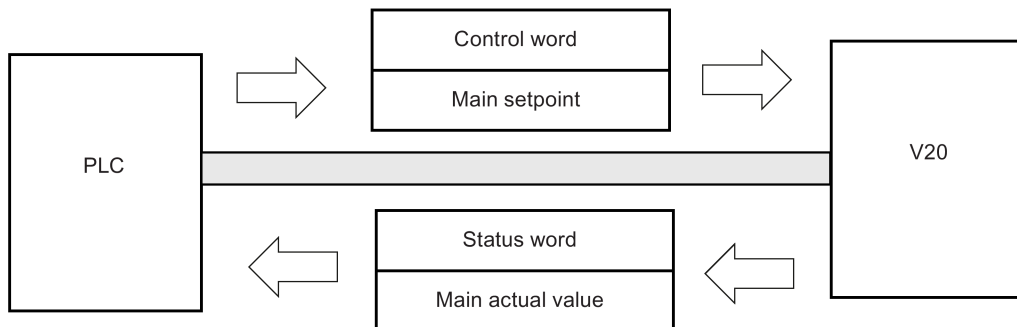 Control word
Main setpoint
PLC
V20
Status word
Main actual value